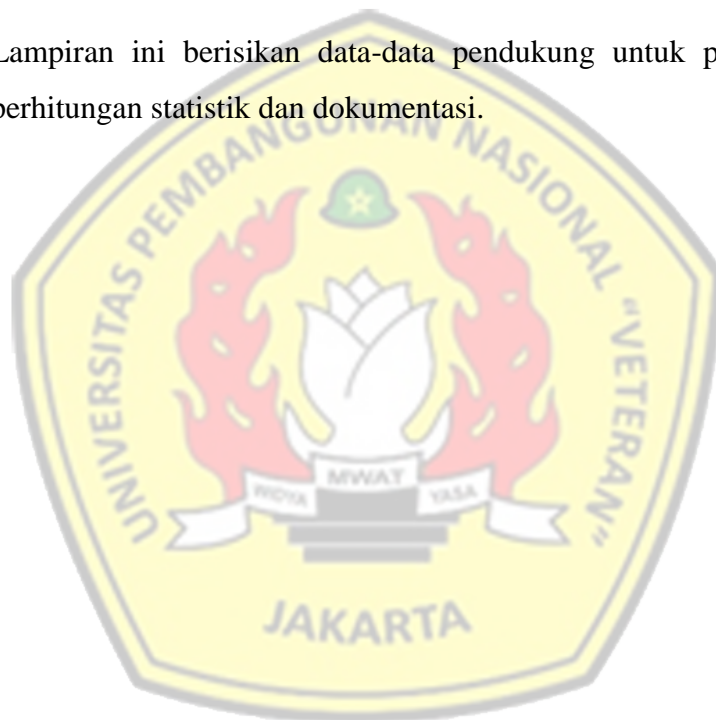 Lampiran ini berisikan data-data pendukung untuk p
perhitungan statistik dan dokumentasi.
UNIVERSITAS PEMBANGUNAN NASIONAL "VETERAN"
WIDYA MWAT YASA
JAKARTA